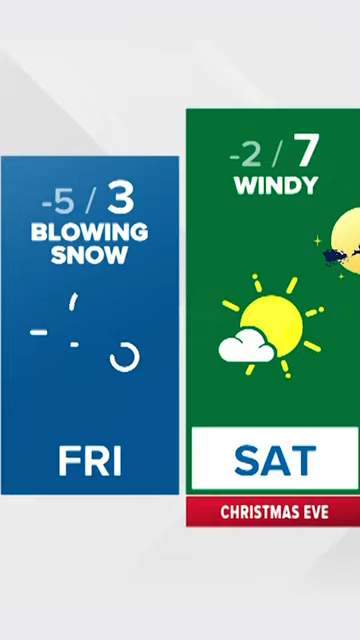 -5 / 3
BLOWING
SNOW
FRI
-2 / 7
WINDY
SAT
CHRISTMAS EVE